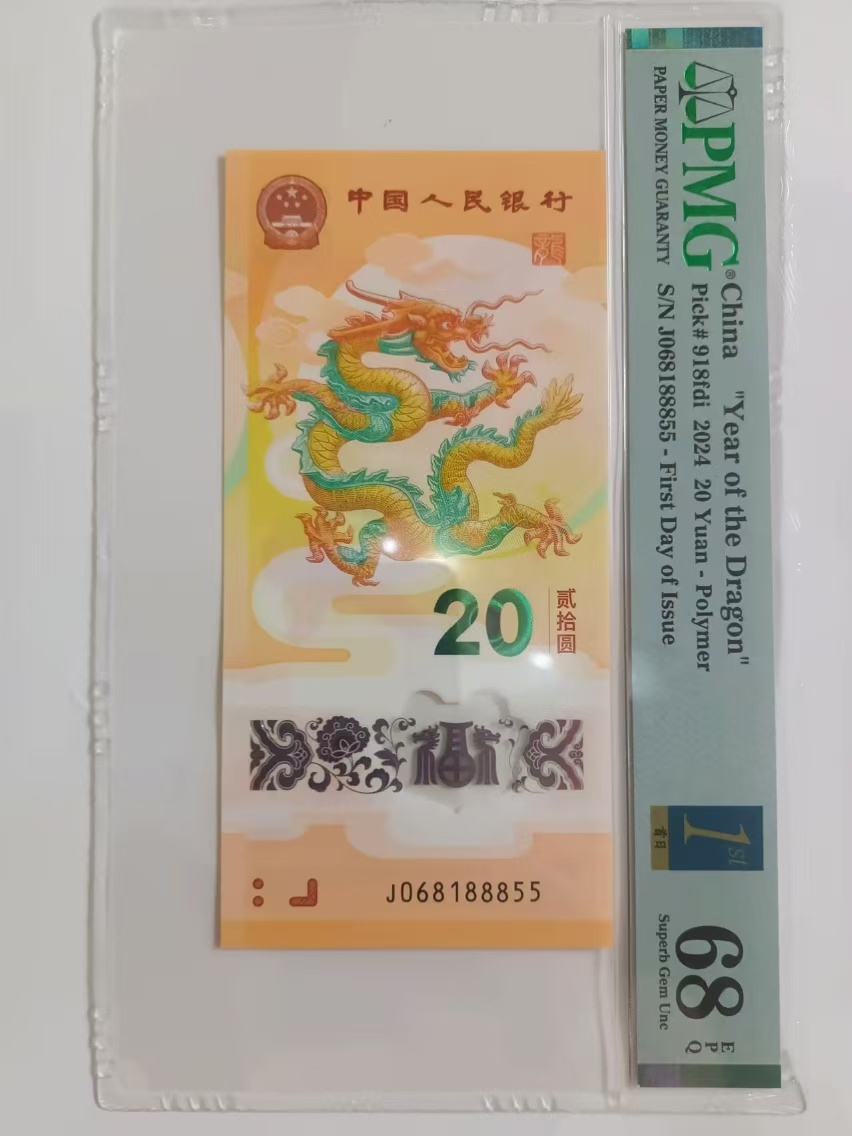 中国人民银行
龍
20
贰拾圆
福
J068188855
PMG®
PAPER MONEY GUARANTY
China "Year of the Dragon"
Pick# 918fdi 2024 20 Yuan - Polymer
S/N J068188855 - First Day of Issue
1st
首日
68 EPQ
Superb Gem Unc